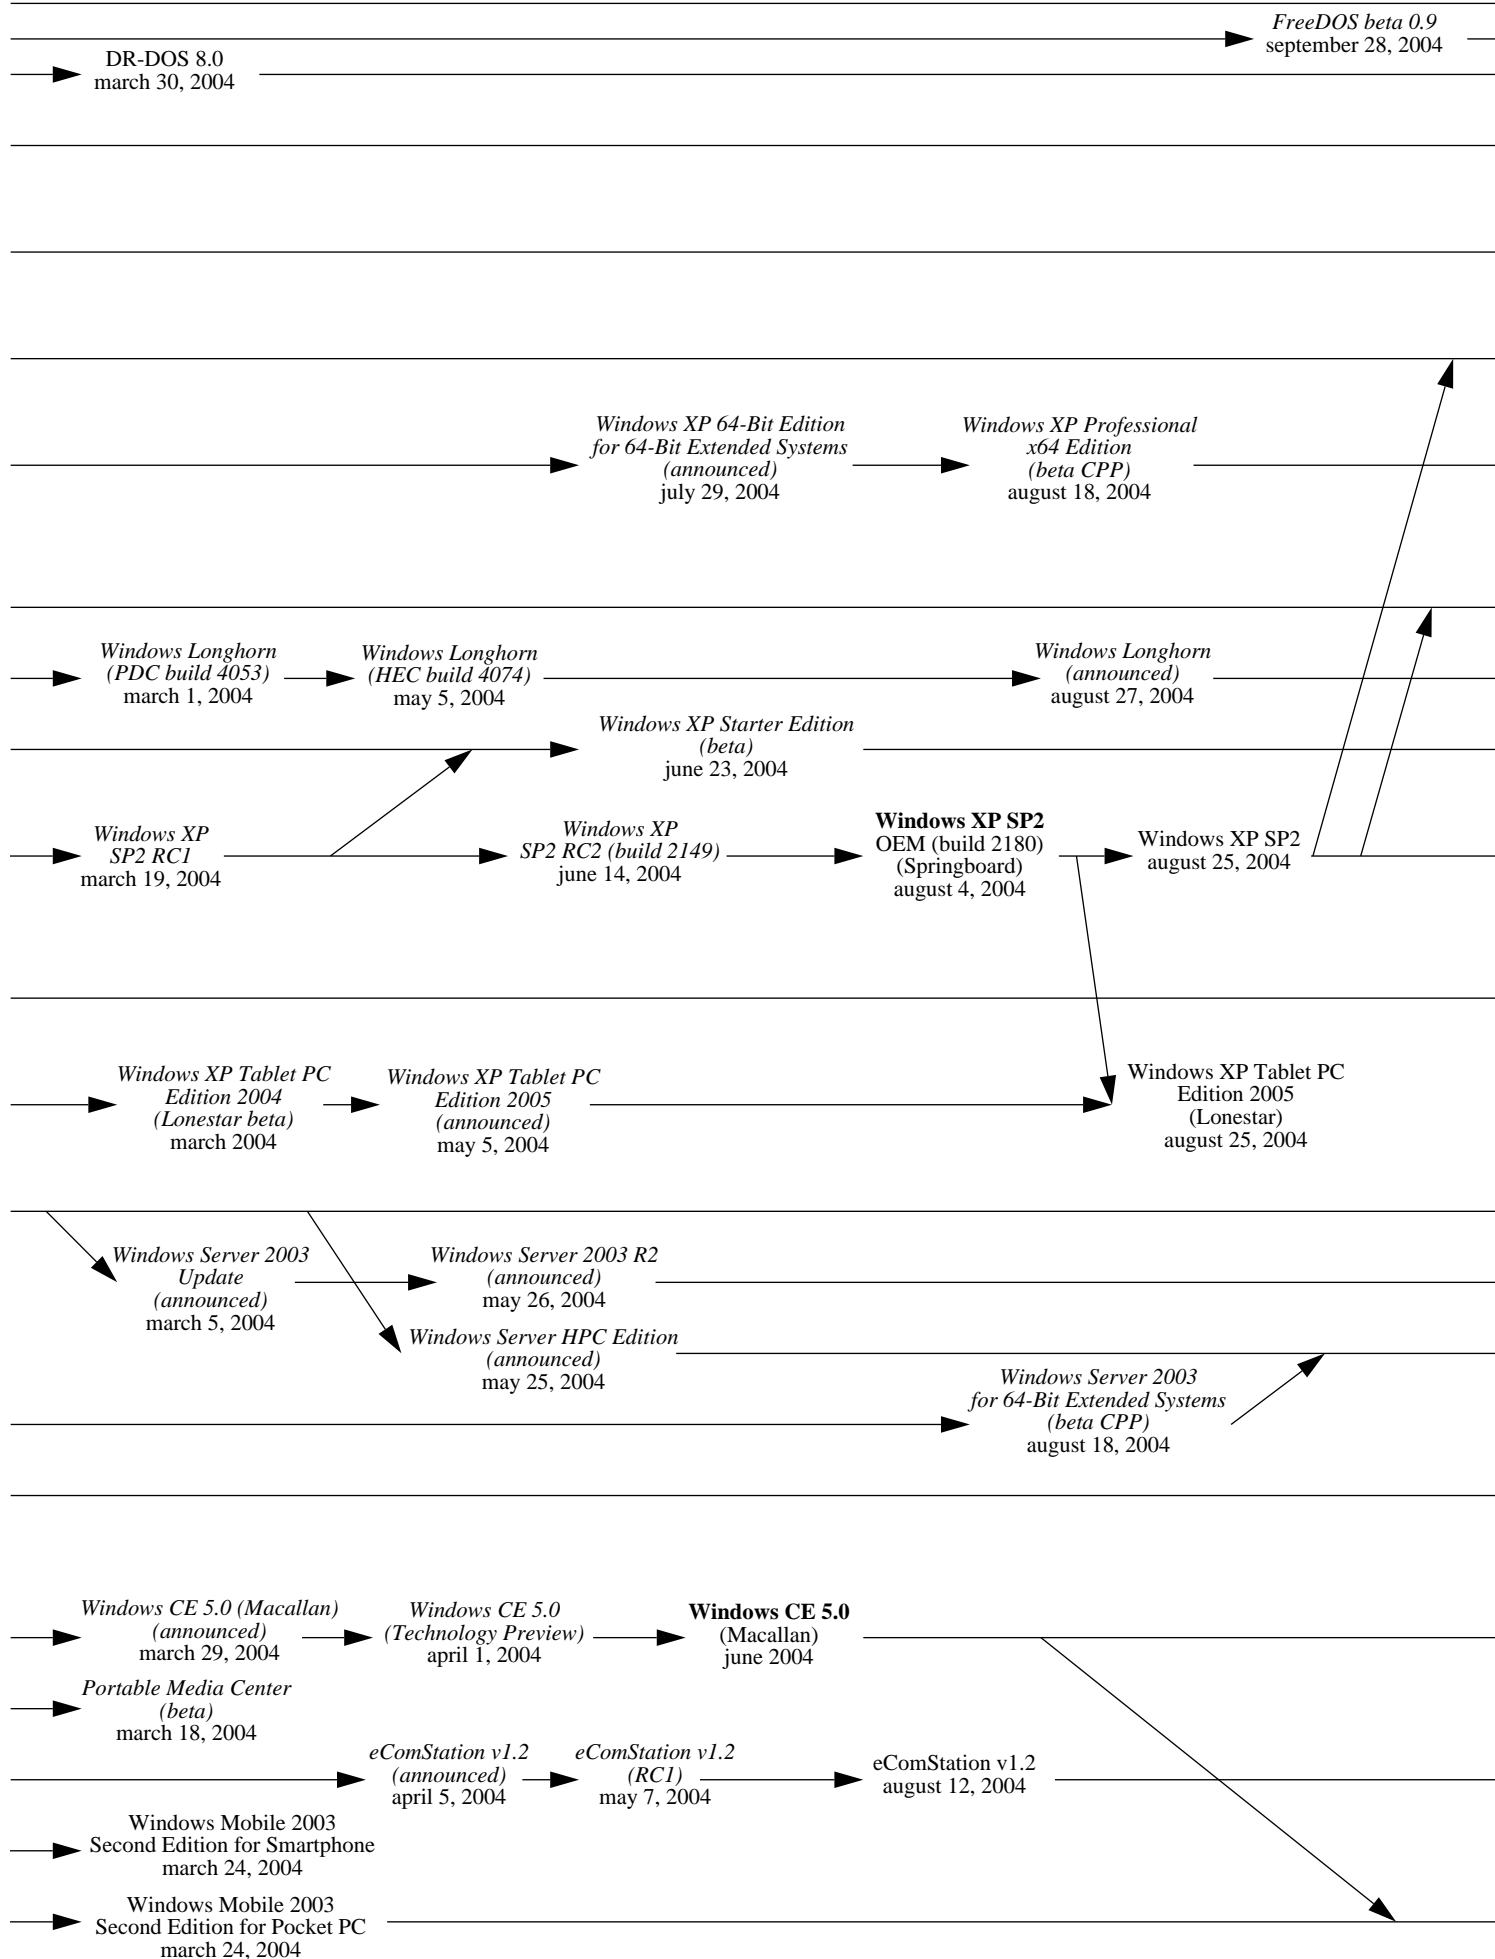 FreeDOS beta 0.9
september 28, 2004
DR-DOS 8.0
march 30, 2004
Windows XP 64-Bit Edition
for 64-Bit Extended Systems
(announced)
july 29, 2004
Windows XP Professional
x64 Edition
(beta CPP)
august 18, 2004
Windows Longhorn
(PDC build 4053)
march 1, 2004
Windows Longhorn
(HEC build 4074)
may 5, 2004
Windows Longhorn
(announced)
august 27, 2004
Windows XP Starter Edition
(beta)
june 23, 2004
Windows XP
SP2 RC1
march 19, 2004
Windows XP
SP2 RC2 (build 2149)
june 14, 2004
Windows XP SP2
OEM (build 2180)
(Springboard)
august 4, 2004
Windows XP SP2
august 25, 2004
Windows XP Tablet PC
Edition 2004
(Lonestar beta)
march 2004
Windows XP Tablet PC
Edition 2005
(announced)
may 5, 2004
Windows XP Tablet PC
Edition 2005
(Lonestar)
august 25, 2004
Windows Server 2003
Update
(announced)
march 5, 2004
Windows Server 2003 R2
(announced)
may 26, 2004
Windows Server HPC Edition
(announced)
may 25, 2004
Windows Server 2003
for 64-Bit Extended Systems
(beta CPP)
august 18, 2004
Windows CE 5.0 (Macallan)
(announced)
march 29, 2004
Windows CE 5.0
(Technology Preview)
april 1, 2004
Windows CE 5.0
(Macallan)
june 2004
Portable Media Center
(beta)
march 18, 2004
eComStation v1.2
(announced)
april 5, 2004
eComStation v1.2
(RC1)
may 7, 2004
eComStation v1.2
august 12, 2004
Windows Mobile 2003
Second Edition for Smartphone
march 24, 2004
Windows Mobile 2003
Second Edition for Pocket PC
march 24, 2004